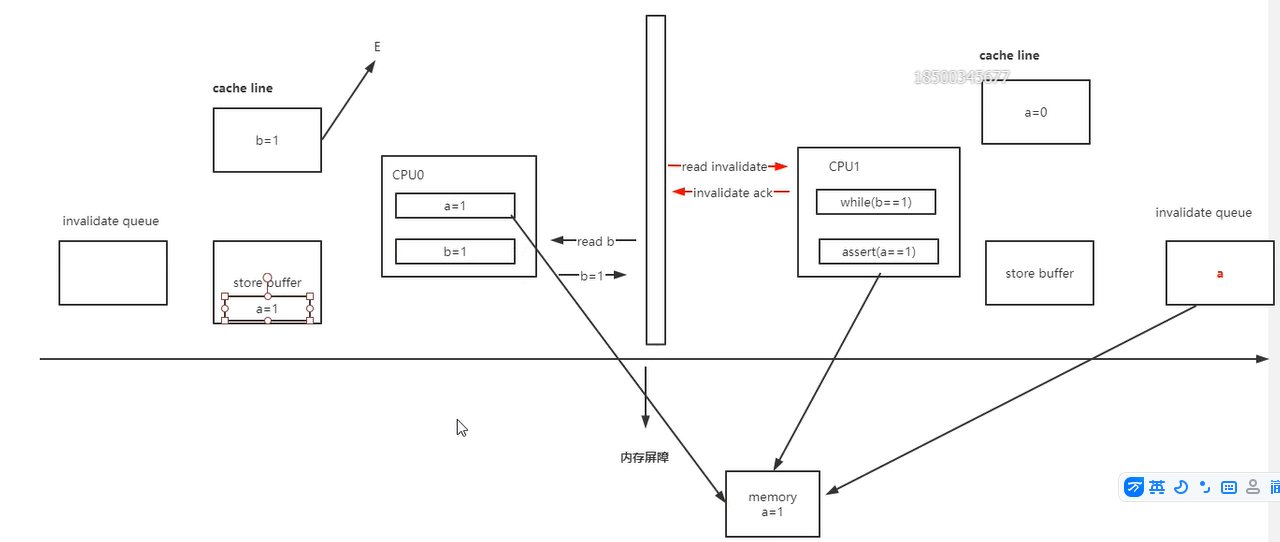 E
cache line
b=1
cache line
18500345677
a=0
CPU0
a=1
b=1
read invalidate
invalidate ack
CPU1
while(b==1)
assert(a==1)
invalidate queue
store buffer
a=1
read b
b=1
store buffer
invalidate queue
a
内存屏障
memory
a=1
英
简